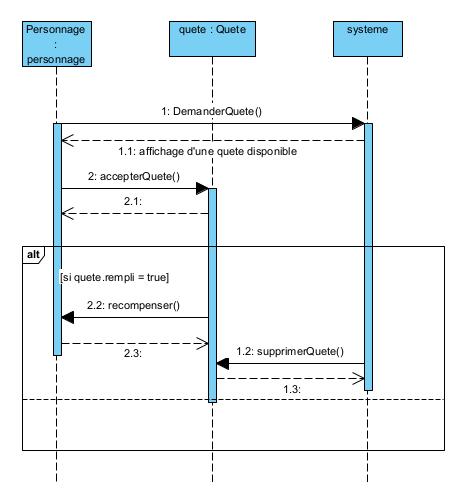 Personnage
:
personnage
quete : Quete
systeme
1: DemanderQuete()
1.1: affichage d'une quete disponible
2: accepterQuete()
2.1:
alt
[si quete.rempli = true]
2.2: recompenser()
2.3:
1.2: supprimerQuete()
1.3: